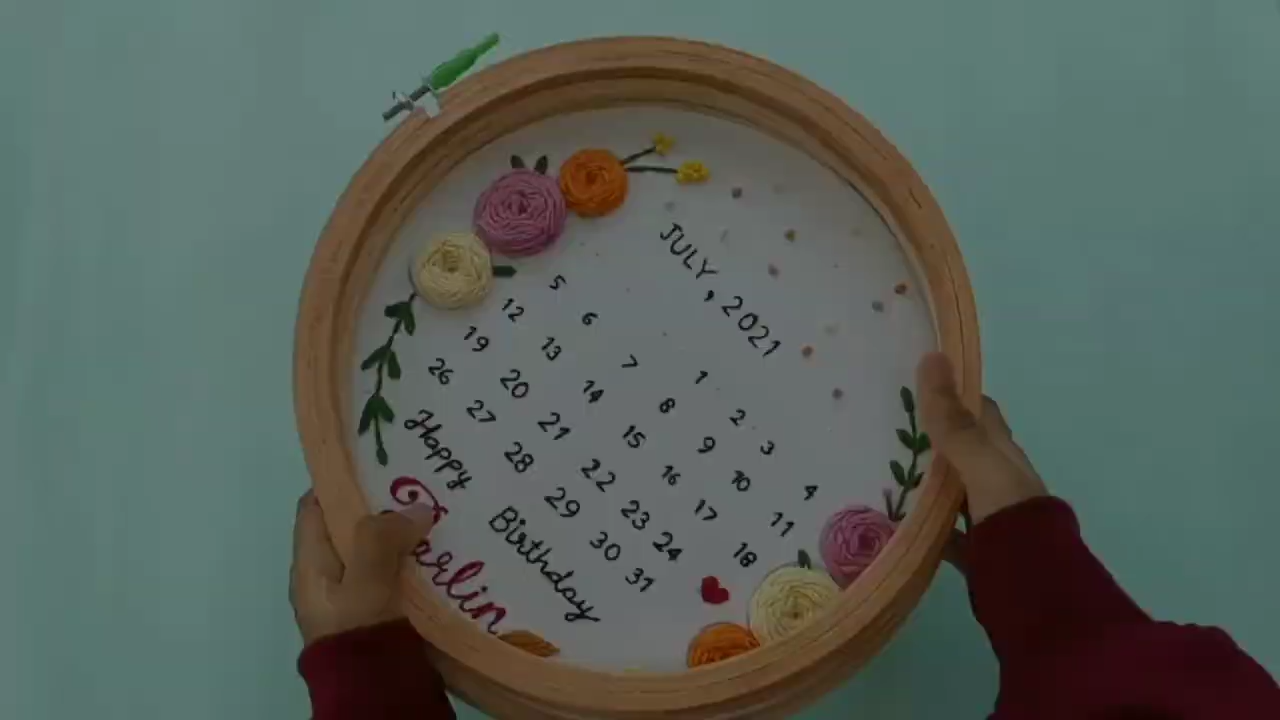 JULY, 2021
1 2 3 4
5 6 7 8 9 10 11
12 13 14 15 16 17 18
19 20 21 22 23 24
26 27 28 29 30 31
Happy Birthday